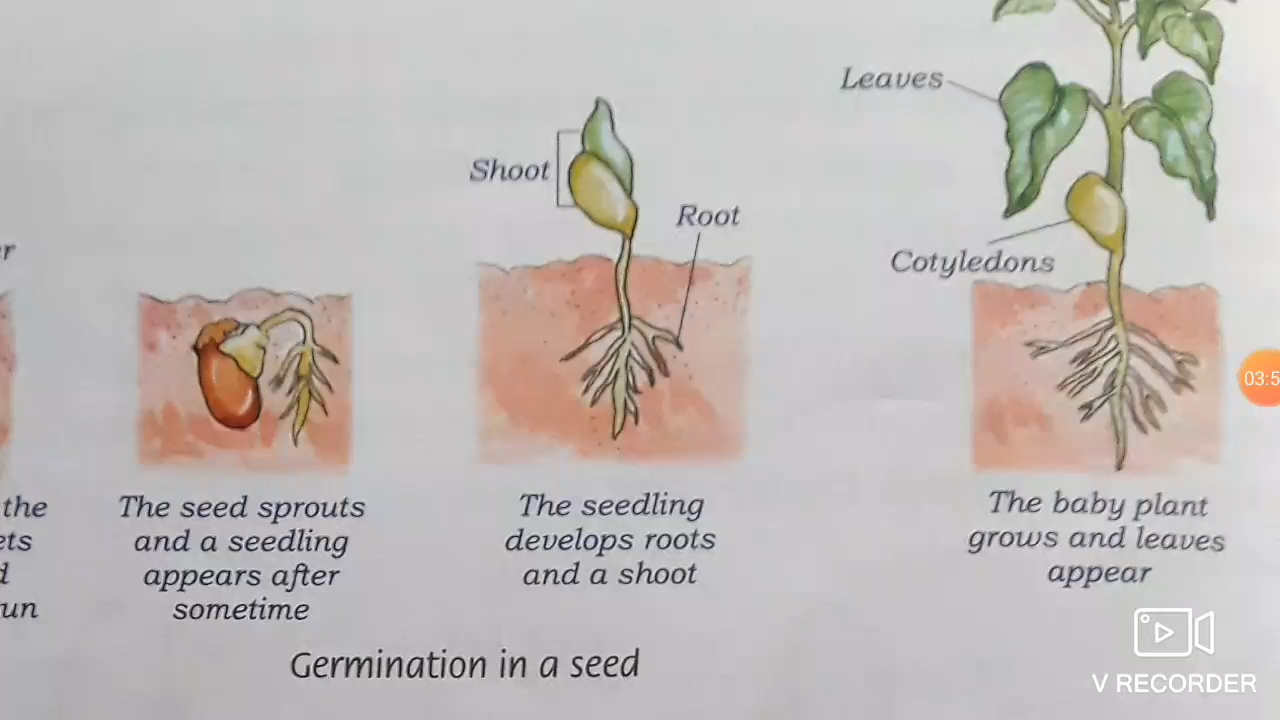 Leaves
Shoot
Root
Cotyledons
the
The seed sprouts
and a seedling
appears after
sometime
The seedling
develops roots
and a shoot
The baby plant
grows and leaves
appear
Germination in a seed
03:5
V RECORDER